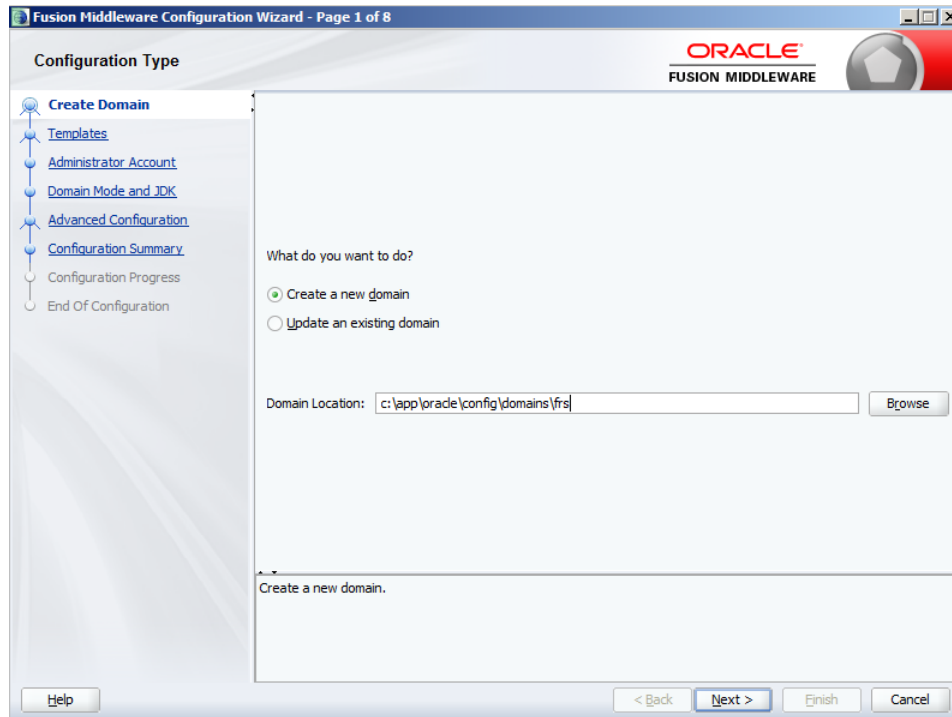 Fusion Middleware Configuration Wizard - Page 1 of 8
Configuration Type
ORACLE
FUSION MIDDLEWARE
Create Domain
Templates
Administrator Account
Domain Mode and JDK
Advanced Configuration
Configuration Summary
Configuration Progress
End Of Configuration
What do you want to do?
Create a new domain
Update an existing domain
Domain Location: c:\app\oracle\config\domains\frs Browse
Create a new domain.
Help < Back Next > Finish Cancel